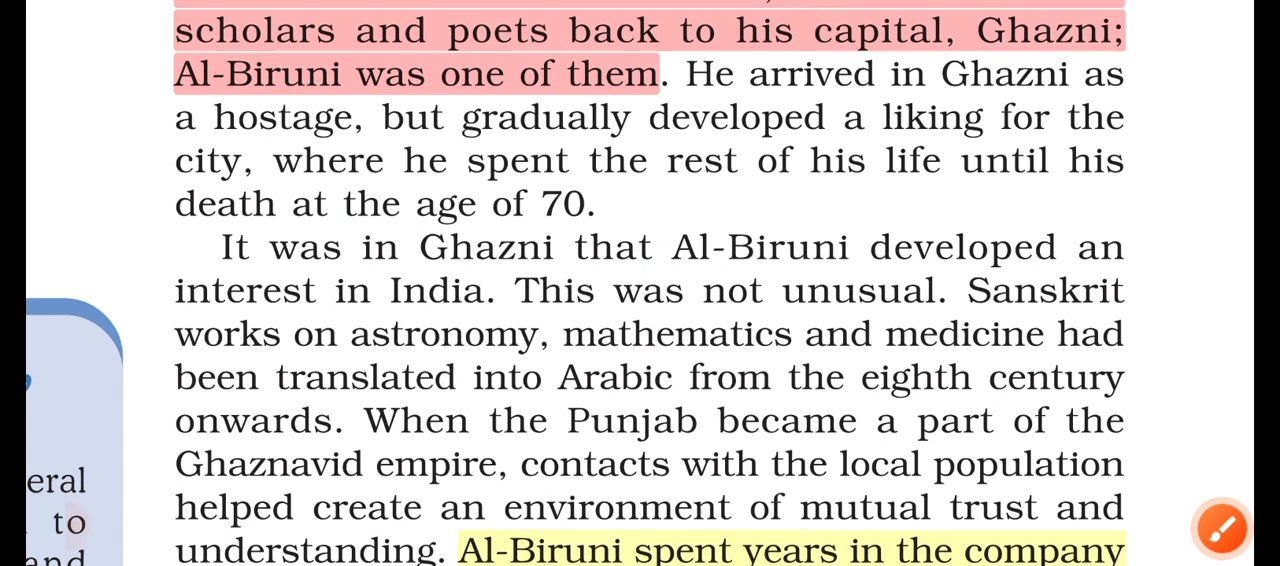 scholars and poets back to his capital, Ghazni;
Al-Biruni was one of them. He arrived in Ghazni as
a hostage, but gradually developed a liking for the
city, where he spent the rest of his life until his
death at the age of 70.
It was in Ghazni that Al-Biruni developed an
interest in India. This was not unusual. Sanskrit
works on astronomy, mathematics and medicine had
been translated into Arabic from the eighth century
onwards. When the Punjab became a part of the
Ghaznavid empire, contacts with the local population
helped create an environment of mutual trust and
understanding. Al-Biruni spent years in the company
eral
to
and